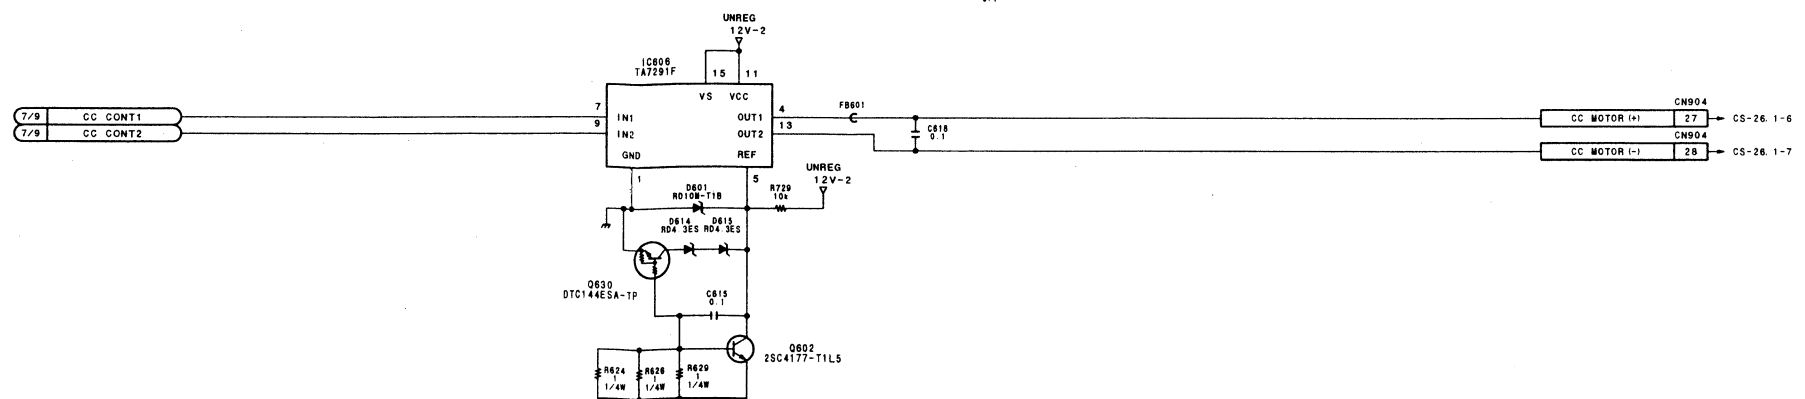 UNREG
12V-2
IC606
TA7291F
15
11
VS
VCC
7/9
CC CONT1
7
IN1
OUT1
4
FB601
CN904
CC MOTOR (+)
27
CS-26. 1-6
7/9
CC CONT2
9
IN2
OUT2
13
C618
0.1
CN904
CC MOTOR (-)
28
CS-26. 1-7
GND
REF
1
5
UNREG
12V-2
D601
RD10M-T1B
R729
10k
D614
RD4.3ES
D615
RD4.3ES
Q630
DTC144ESA-TP
C615
0.1
Q602
2SC4177-T1L5
R624
1
1/4W
R626
1
1/4W
R629
1
1/4W